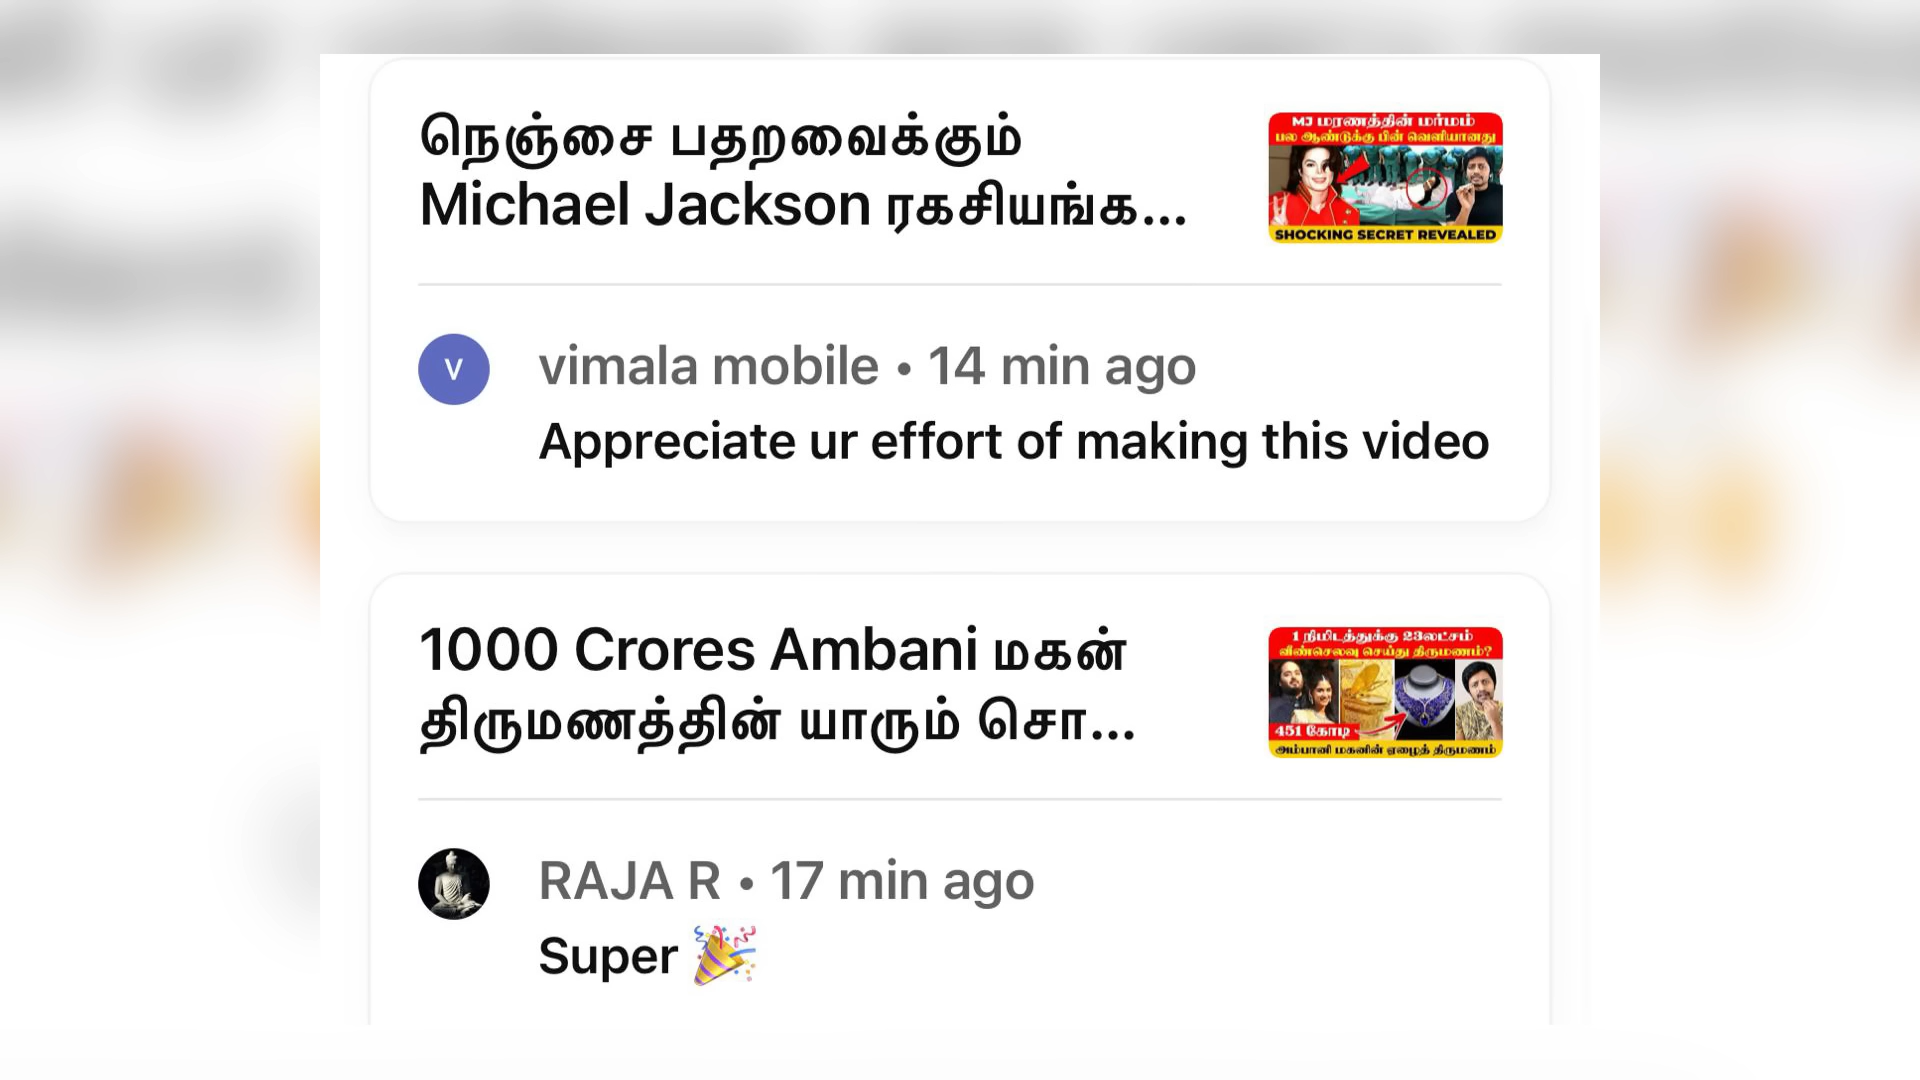 நெஞ்சை பதறவைக்கும்
Michael Jackson ரகசியங்க...
MJ மரணத்தின் மர்மம்
பல ஆண்டுக்கு பின் வெளியானது
SHOCKING SECRET REVEALED
V
vimala mobile • 14 min ago
Appreciate ur effort of making this video
1000 Crores Ambani மகன்
திருமணத்தின் யாரும் சொ...
1 நிமிடத்துக்கு 23லட்சம்
வீண்செலவு செய்து திருமணம்?
451 கோடி
அம்பானி மகனின் ஏழைத் திருமணம்
RAJA R • 17 min ago
Super 🎉